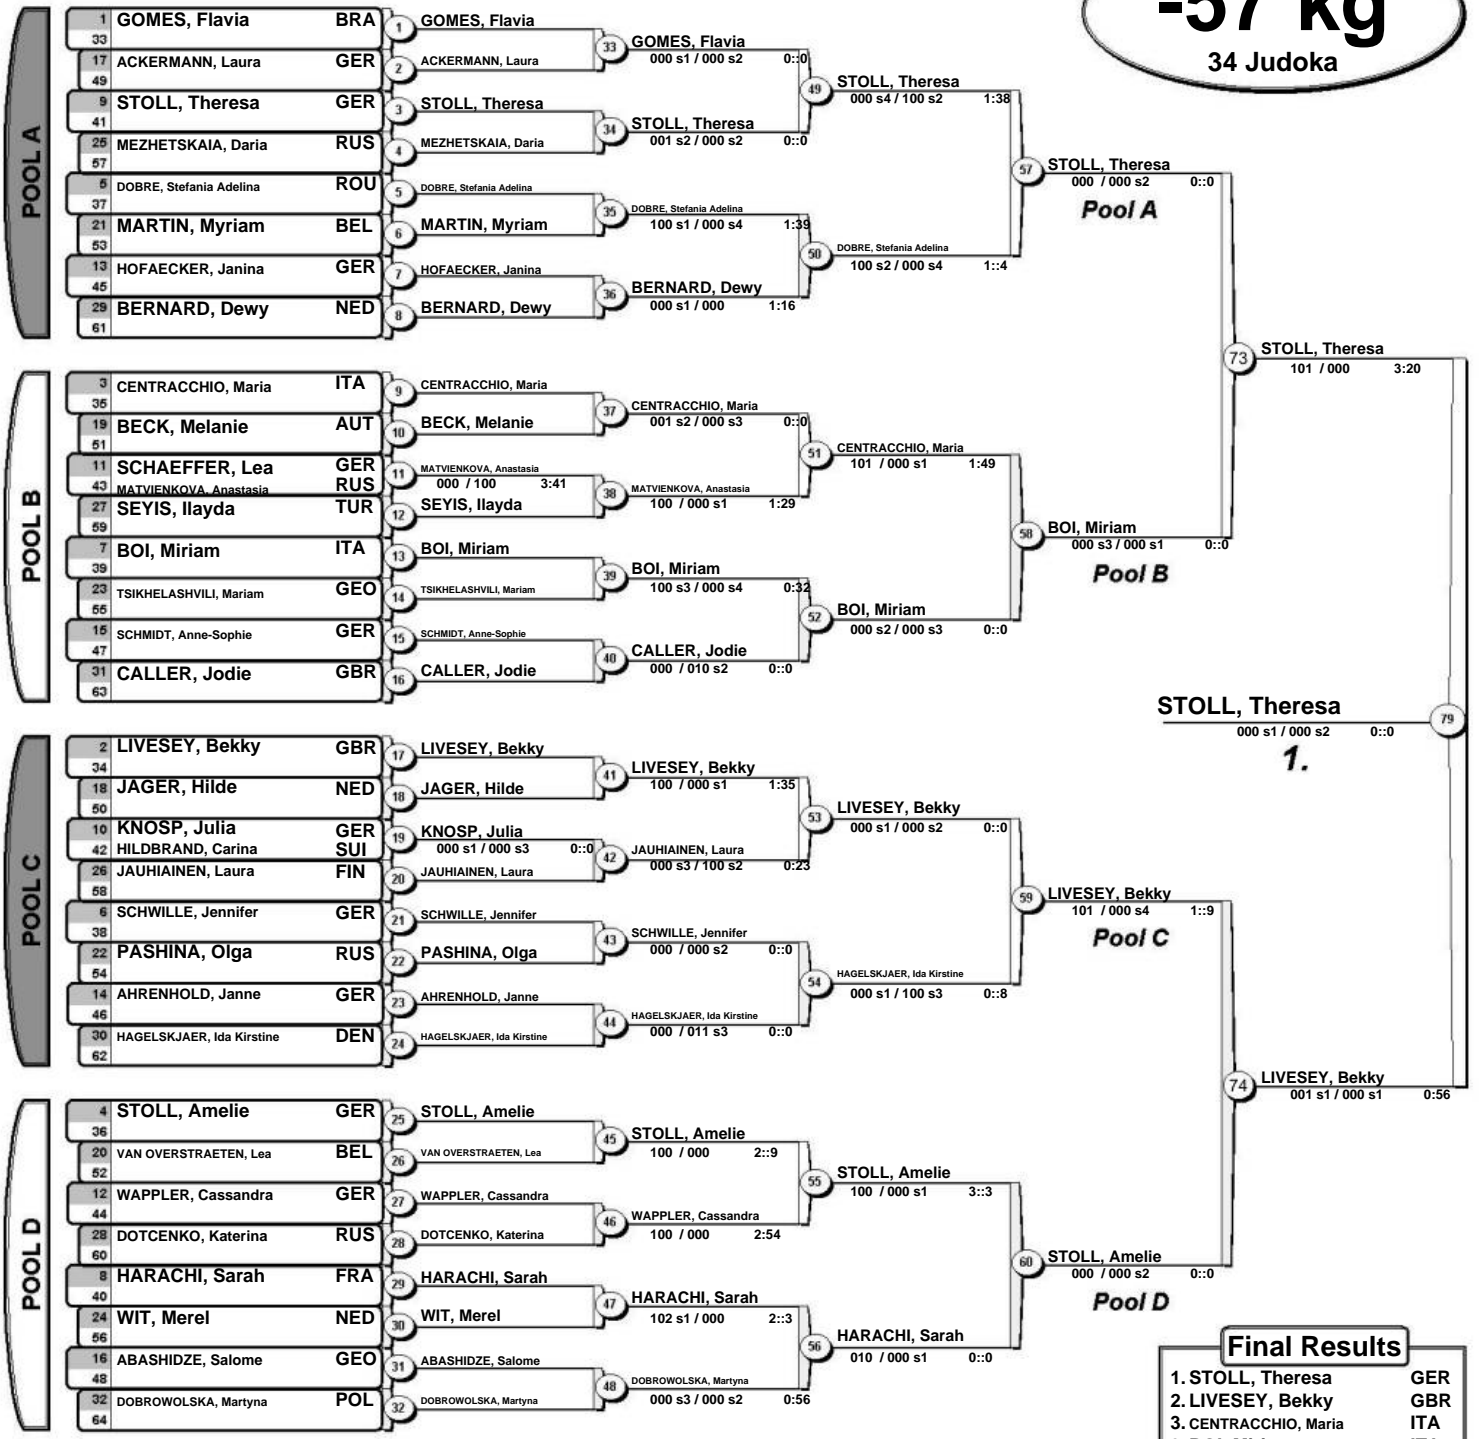 -57 kg
34 Judoka
POOL A
1 GOMES, Flavia BRA
33
17 ACKERMANN, Laura GER
49
9 STOLL, Theresa GER
41
25 MEZHETSKAIA, Daria RUS
57
5 DOBRE, Stefania Adelina ROU
37
21 MARTIN, Myriam BEL
53
13 HOFAECKER, Janina GER
45
29 BERNARD, Dewy NED
61
1 GOMES, Flavia
2 ACKERMANN, Laura
3 STOLL, Theresa
4 MEZHETSKAIA, Daria
5 DOBRE, Stefania Adelina
6 MARTIN, Myriam
7 HOFAECKER, Janina
8 BERNARD, Dewy
33 GOMES, Flavia
000 s1 / 000 s2 0::0
34 STOLL, Theresa
001 s2 / 000 s2 0::0
35 DOBRE, Stefania Adelina
100 s1 / 000 s4 1:39
36 BERNARD, Dewy
000 s1 / 000 1:16
49 STOLL, Theresa
000 s4 / 100 s2 1:38
50 DOBRE, Stefania Adelina
100 s2 / 000 s4 1::4
57 STOLL, Theresa
000 / 000 s2 0::0
Pool A
POOL B
3 CENTRACCHIO, Maria ITA
35
19 BECK, Melanie AUT
51
11 SCHAEFFER, Lea GER
43 MATVIENKOVA, Anastasia RUS
27 SEYIS, Ilayda TUR
59
7 BOI, Miriam ITA
39
23 TSIKHELASHVILI, Mariam GEO
55
15 SCHMIDT, Anne-Sophie GER
47
31 CALLER, Jodie GBR
63
9 CENTRACCHIO, Maria
10 BECK, Melanie
11 MATVIENKOVA, Anastasia
000 / 100 3:41
12 SEYIS, Ilayda
13 BOI, Miriam
14 TSIKHELASHVILI, Mariam
15 SCHMIDT, Anne-Sophie
16 CALLER, Jodie
37 CENTRACCHIO, Maria
001 s2 / 000 s3 0::0
38 MATVIENKOVA, Anastasia
100 / 000 s1 1:29
39 BOI, Miriam
100 s3 / 000 s4 0:32
40 CALLER, Jodie
000 / 010 s2 0::0
51 CENTRACCHIO, Maria
101 / 000 s1 1:49
52 BOI, Miriam
000 s2 / 000 s3 0::0
58 BOI, Miriam
000 s3 / 000 s1 0::0
Pool B
73 STOLL, Theresa
101 / 000 3:20
STOLL, Theresa 79
000 s1 / 000 s2 0::0
1.
POOL C
2 LIVESEY, Bekky GBR
34
18 JAGER, Hilde NED
50
10 KNOSP, Julia GER
42 HILDBRAND, Carina SUI
26 JAUHIAINEN, Laura FIN
58
6 SCHWILLE, Jennifer GER
38
22 PASHINA, Olga RUS
54
14 AHRENHOLD, Janne GER
46
30 HAGELSKJAER, Ida Kirstine DEN
62
17 LIVESEY, Bekky
18 JAGER, Hilde
19 KNOSP, Julia
000 s1 / 000 s3 0::0
20 JAUHIAINEN, Laura
21 SCHWILLE, Jennifer
22 PASHINA, Olga
23 AHRENHOLD, Janne
24 HAGELSKJAER, Ida Kirstine
41 LIVESEY, Bekky
100 / 000 s1 1:35
42 JAUHIAINEN, Laura
000 s3 / 100 s2 0:23
43 SCHWILLE, Jennifer
000 / 000 s2 0::0
44 HAGELSKJAER, Ida Kirstine
000 / 011 s3 0::0
53 LIVESEY, Bekky
000 s1 / 000 s2 0::0
54 HAGELSKJAER, Ida Kirstine
000 s1 / 100 s3 0::8
59 LIVESEY, Bekky
101 / 000 s4 1::9
Pool C
POOL D
4 STOLL, Amelie GER
36
20 VAN OVERSTRAETEN, Lea BEL
52
12 WAPPLER, Cassandra GER
44
28 DOTCENKO, Katerina RUS
60
8 HARACHI, Sarah FRA
40
24 WIT, Merel NED
56
16 ABASHIDZE, Salome GEO
48
32 DOBROWOLSKA, Martyna POL
64
25 STOLL, Amelie
26 VAN OVERSTRAETEN, Lea
27 WAPPLER, Cassandra
28 DOTCENKO, Katerina
29 HARACHI, Sarah
30 WIT, Merel
31 ABASHIDZE, Salome
32 DOBROWOLSKA, Martyna
45 STOLL, Amelie
100 / 000 2::9
46 WAPPLER, Cassandra
100 / 000 2:54
47 HARACHI, Sarah
102 s1 / 000 2::3
48 DOBROWOLSKA, Martyna
000 s3 / 000 s2 0:56
55 STOLL, Amelie
100 / 000 s1 3::3
56 HARACHI, Sarah
010 / 000 s1 0::0
60 STOLL, Amelie
000 / 000 s2 0::0
Pool D
74 LIVESEY, Bekky
001 s1 / 000 s1 0:56
Final Results
1. STOLL, Theresa GER
2. LIVESEY, Bekky GBR
3. CENTRACCHIO, Maria ITA